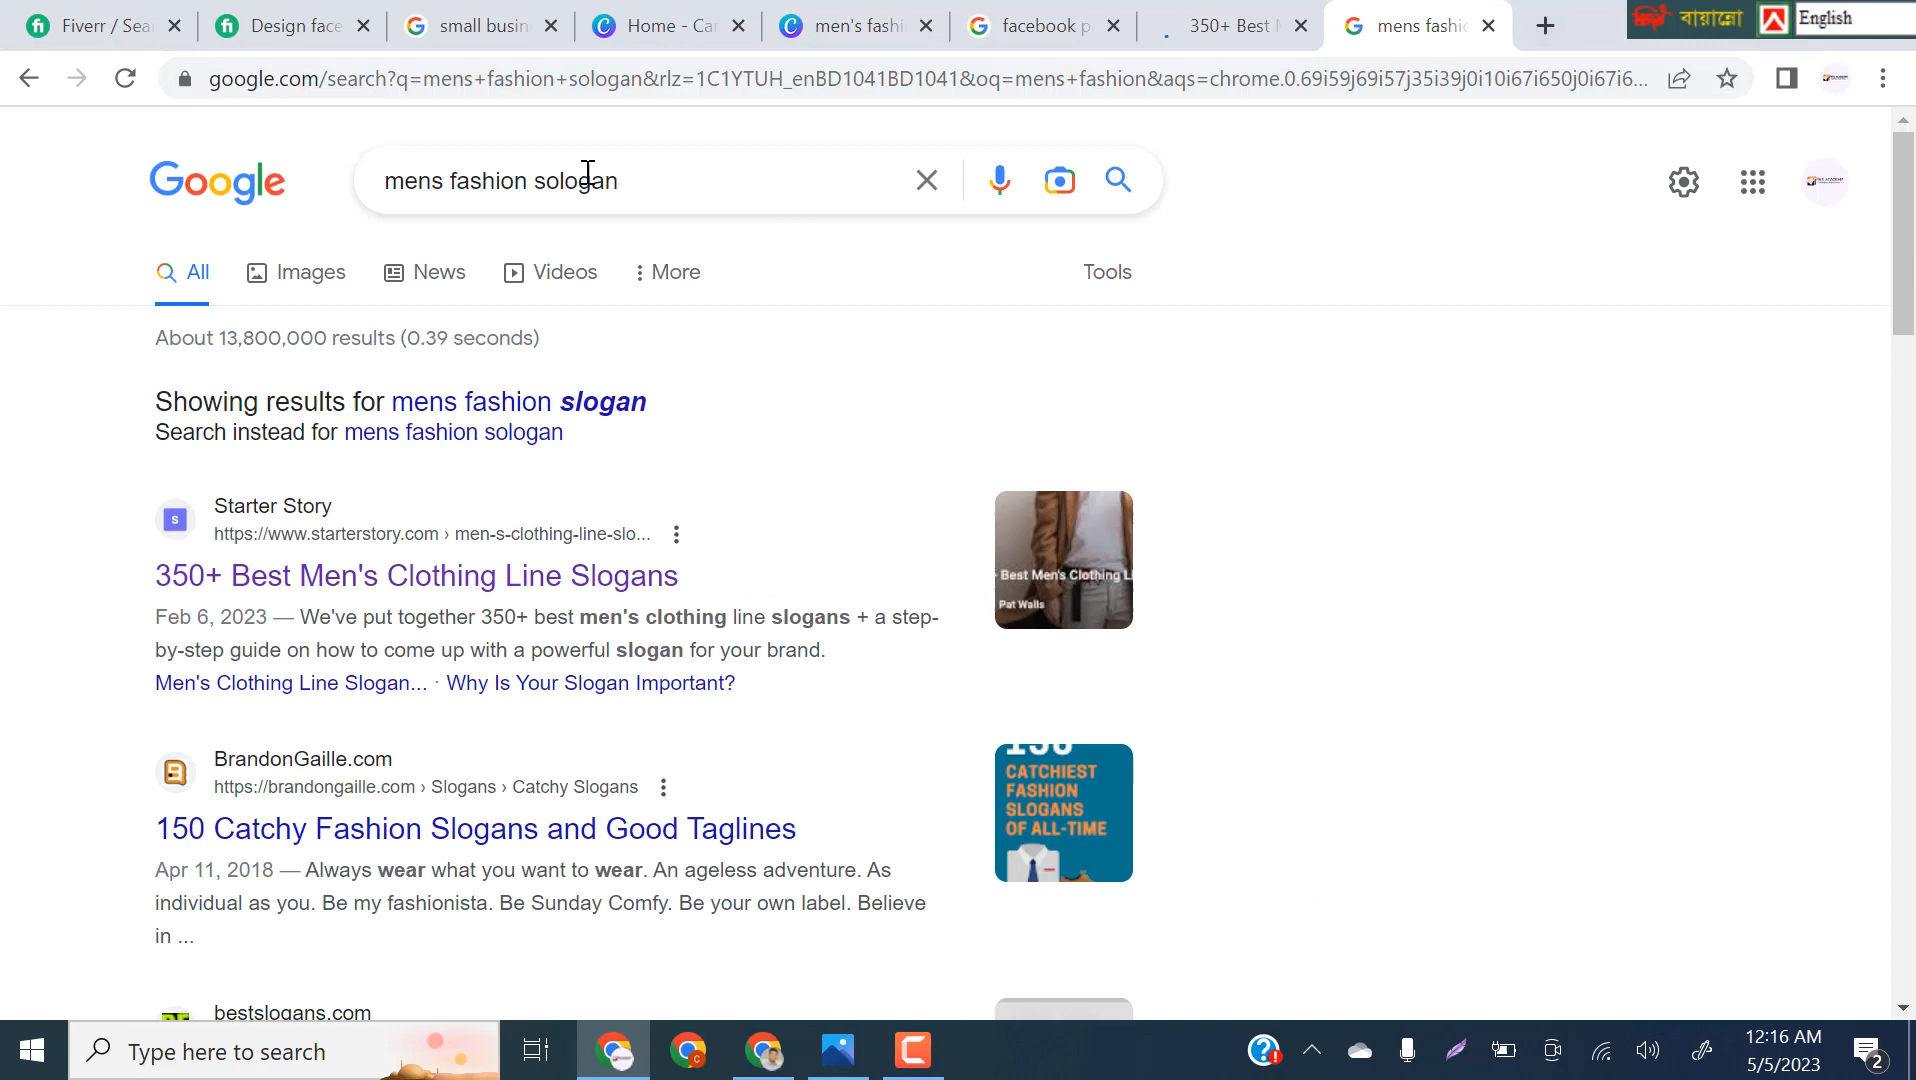 Fiverr / Sea
Design face
small busin
Home - Ca
men's fashi
facebook p
350+ Best
mens fashio
বায়ান্নো
English
google.com/search?q=mens+fashion+sologan&rlz=1C1YTUH_enBD1041BD1041&oq=mens+fashion&aqs=chrome.0.69i59j69i57j35i39j0i10i67i650j0i67i6...
Google
mens fashion sologan
All
Images
News
Videos
More
Tools
About 13,800,000 results (0.39 seconds)
Showing results for mens fashion slogan
Search instead for mens fashion sologan
Starter Story
https://www.starterstory.com › men-s-clothing-line-slo...
350+ Best Men's Clothing Line Slogans
Feb 6, 2023 — We've put together 350+ best men's clothing line slogans + a step-
by-step guide on how to come up with a powerful slogan for your brand.
Men's Clothing Line Slogan... · Why Is Your Slogan Important?
Best Men's Clothing Li
Pat Walls
BrandonGaille.com
https://brandongaille.com › Slogans › Catchy Slogans
150 Catchy Fashion Slogans and Good Taglines
Apr 11, 2018 — Always wear what you want to wear. An ageless adventure. As
individual as you. Be my fashionista. Be Sunday Comfy. Be your own label. Believe
in ...
150
CATCHIEST
FASHION
SLOGANS
OF ALL-TIME
bestslogans.com
Type here to search
12:16 AM
5/5/2023
2